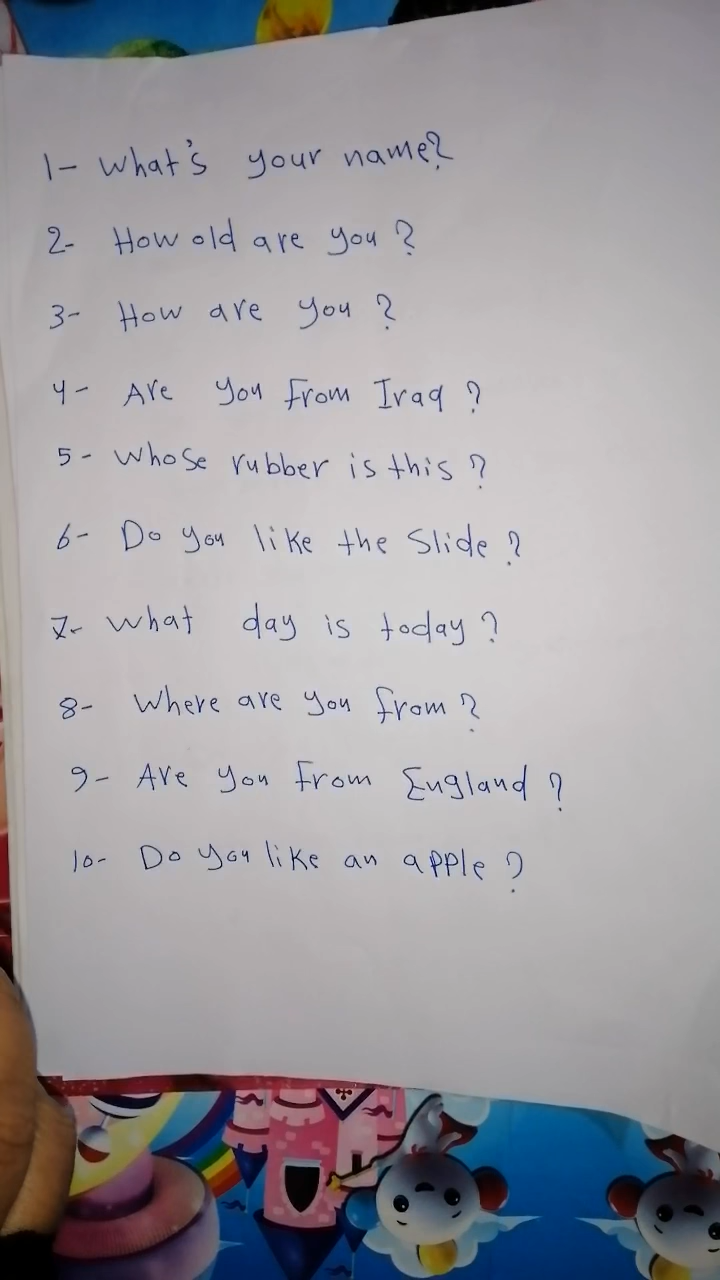 1- What's your name?
2- How old are you?
3- How are you?
4- Are you from Iraq?
5- Whose rubber is this?
6- Do you like the Slide?
7- What day is today?
8- Where are you from?
9- Are you from England?
10- Do you like an apple?